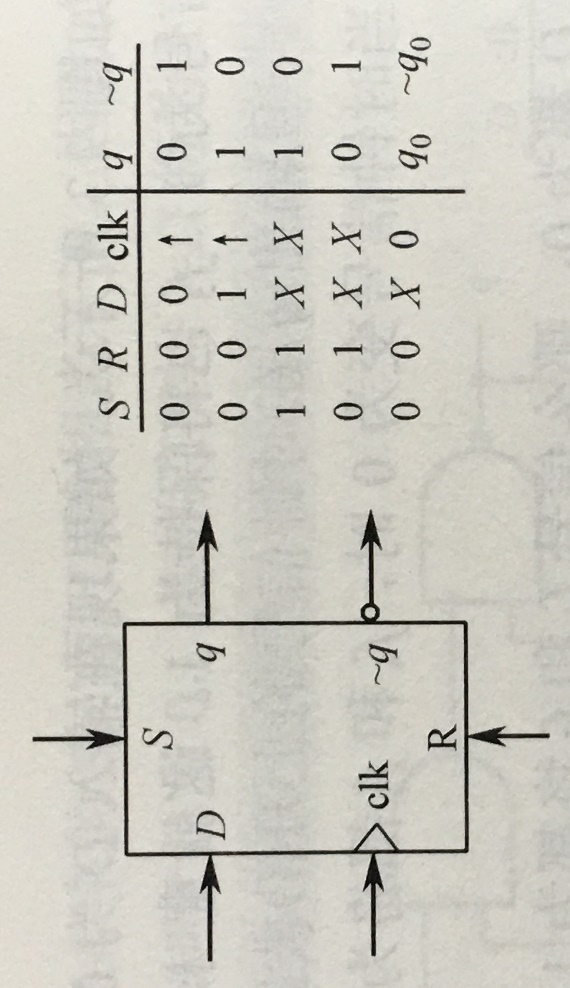 S
D q
clk ~q
R
S R D clk q ~q
0 0 0 ↑ 0 1
0 0 1 ↑ 1 0
1 1 X X 1 0
0 1 X X 0 1
0 0 X 0 q₀ ~q₀